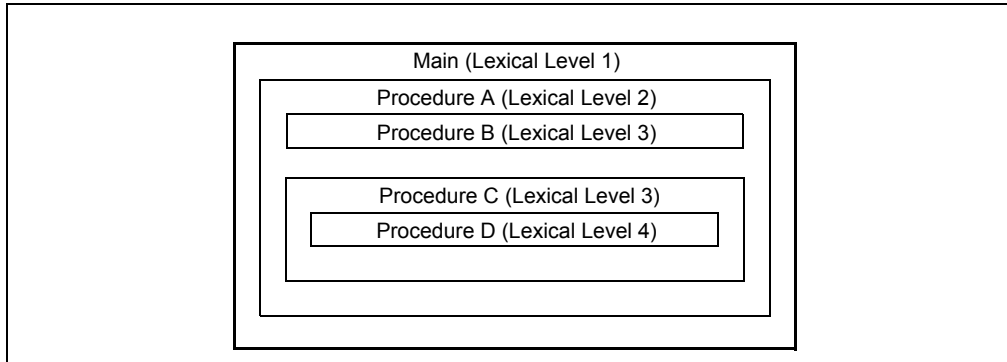 Main (Lexical Level 1)
Procedure A (Lexical Level 2)
Procedure B (Lexical Level 3)
Procedure C (Lexical Level 3)
Procedure D (Lexical Level 4)